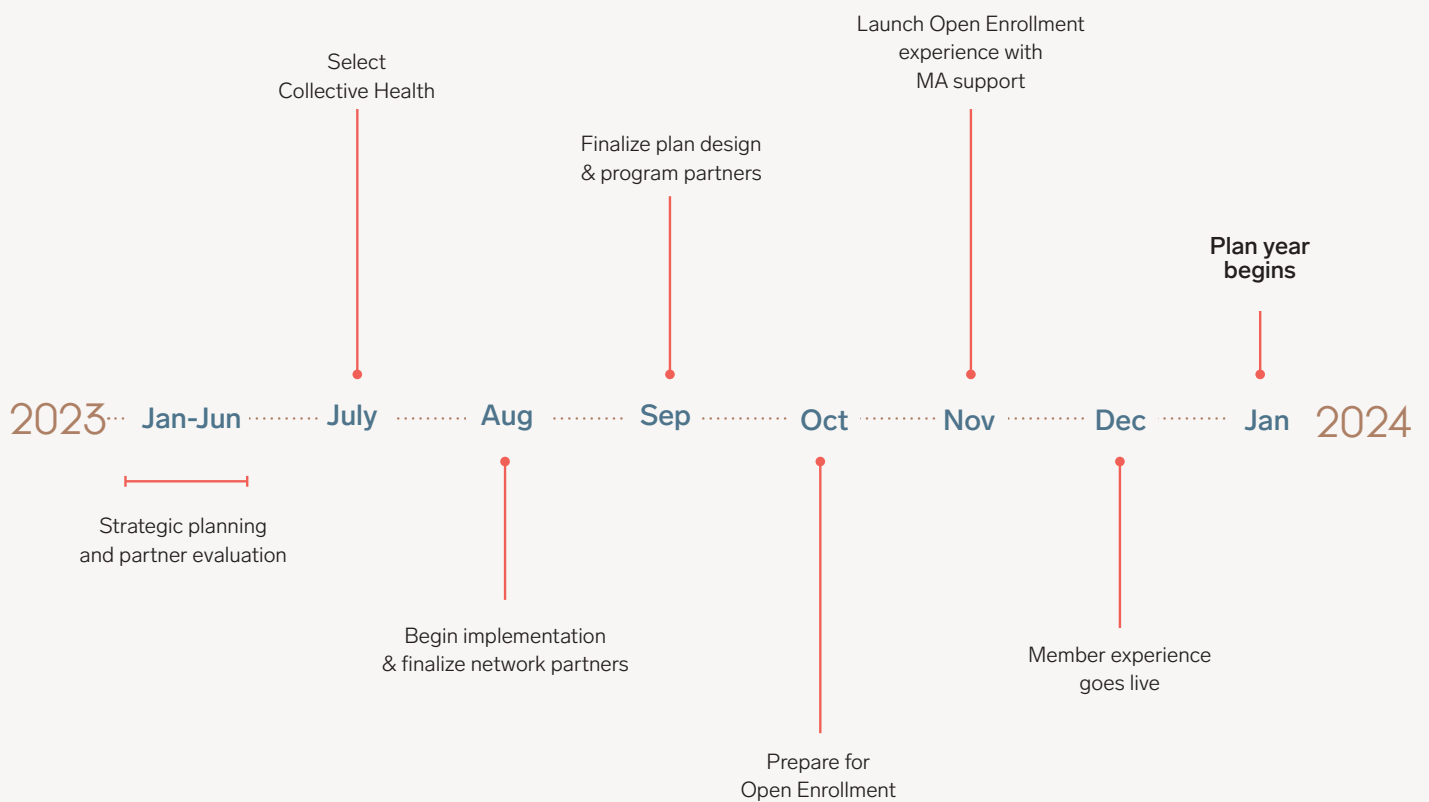 Launch Open Enrollment
experience with
MA support
Select
Collective Health
Finalize plan design
& program partners
Plan year
begins
2023 Jan-Jun July Aug Sep Oct Nov Dec Jan 2024
Strategic planning
and partner evaluation
Begin implementation
& finalize network partners
Member experience
goes live
Prepare for
Open Enrollment